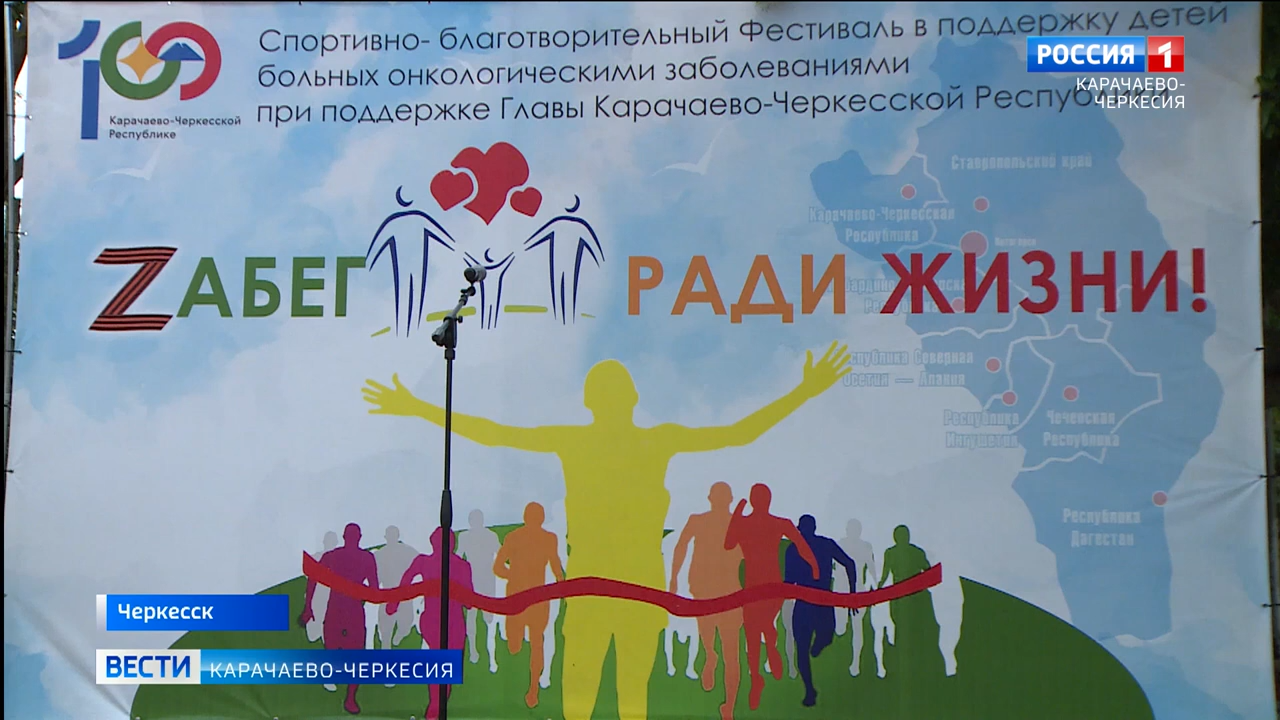 100
Карачаево-Черкесской
Республике
Спортивно- благотворительный Фестиваль в поддержку детей
больных онкологическими заболеваниями
при поддержке Главы Карачаево-Черкесской
РОССИЯ 1
КАРАЧАЕВО-
ЧЕРКЕСИЯ
Ставропольский край
Карачаево-Черкесская
Республика
ZАБЕГ РАДИ ЖИЗНИ!
Республика
Осетия — Алания
Республика
Ингушетия
Чеченская
Республика
Республика
Дагестан
Черкесск
ВЕСТИ КАРАЧАЕВО-ЧЕРКЕСИЯ